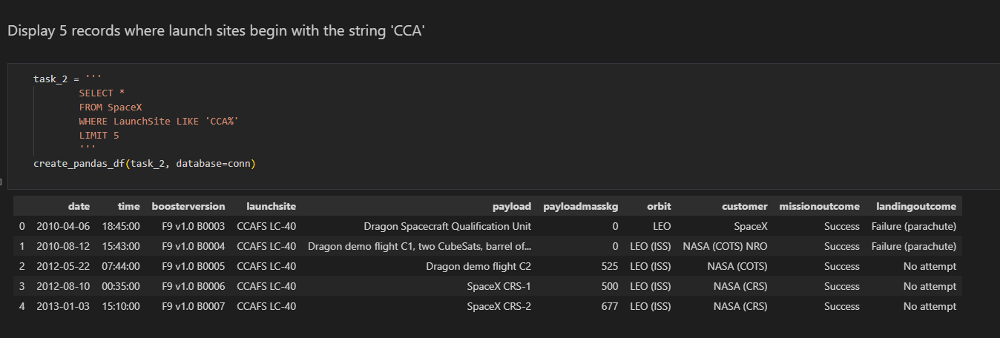 Display 5 records where launch sites begin with the string 'CCA'
task_2 = '''
SELECT *
FROM SpaceX
WHERE LaunchSite LIKE 'CCA%'
LIMIT 5
'''
create_pandas_df(task_2, database=conn)
]
date time boosterversion launchsite payload payloadmasskg orbit customer missionoutcome landingoutcome
0 2010-04-06 18:45:00 F9 v1.0 B0003 CCAFS LC-40 Dragon Spacecraft Qualification Unit 0 LEO SpaceX Success Failure (parachute)
1 2010-08-12 15:43:00 F9 v1.0 B0004 CCAFS LC-40 Dragon demo flight C1, two CubeSats, barrel of... 0 LEO (ISS) NASA (COTS) NRO Success Failure (parachute)
2 2012-05-22 07:44:00 F9 v1.0 B0005 CCAFS LC-40 Dragon demo flight C2 525 LEO (ISS) NASA (COTS) Success No attempt
3 2012-08-10 00:35:00 F9 v1.0 B0006 CCAFS LC-40 SpaceX CRS-1 500 LEO (ISS) NASA (CRS) Success No attempt
4 2013-01-03 15:10:00 F9 v1.0 B0007 CCAFS LC-40 SpaceX CRS-2 677 LEO (ISS) NASA (CRS) Success No attempt